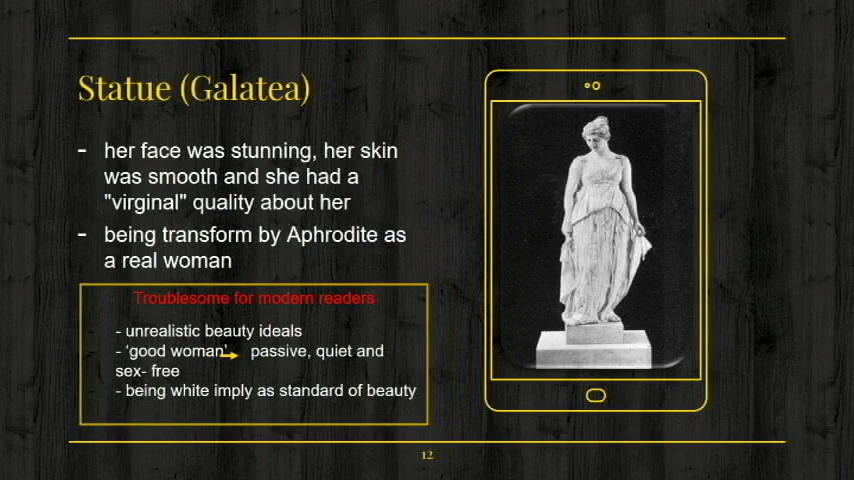 Statue (Galatea)
- her face was stunning, her skin
was smooth and she had a
"virginal" quality about her
- being transform by Aphrodite as
a real woman
Troublesome for modern readers
- unrealistic beauty ideals
- ‘good woman’ passive, quiet and
sex- free
- being white imply as standard of beauty
12